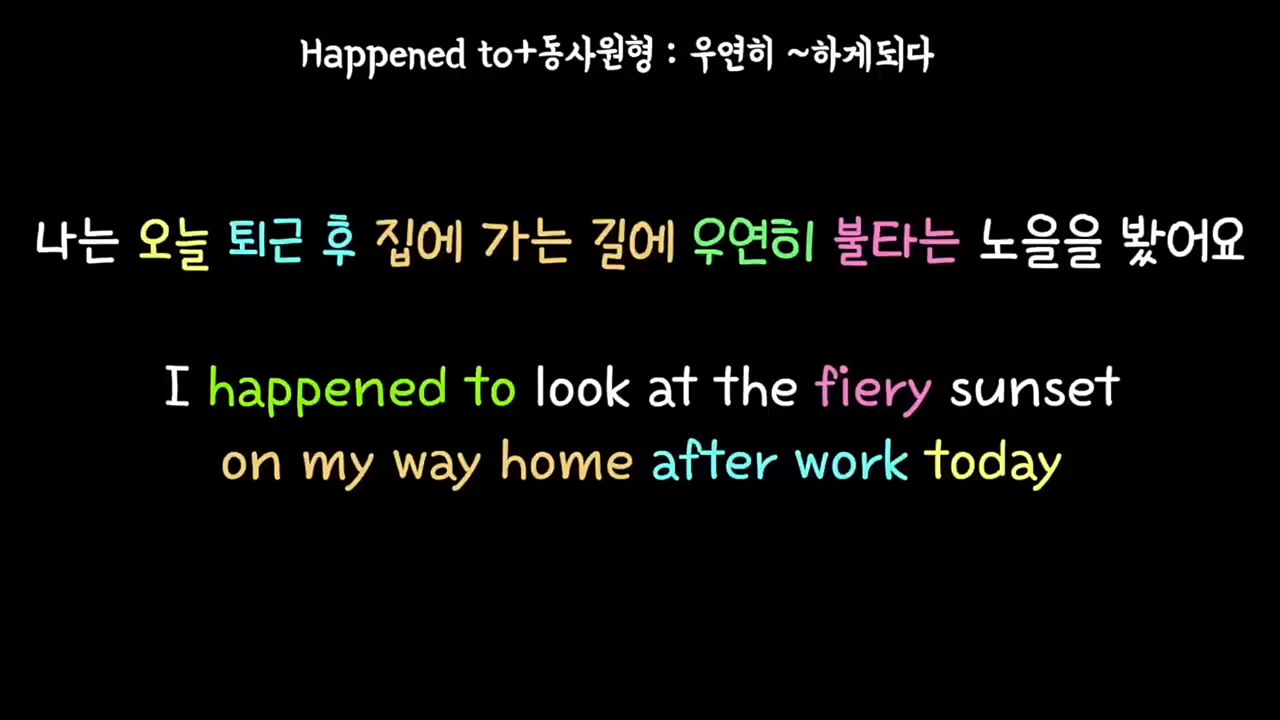 Happened to+동사원형 : 우연히 ~하게되다
나는 오늘 퇴근 후 집에 가는 길에 우연히 불타는 노을을 봤어요
I happened to look at the fiery sunset
on my way home after work today